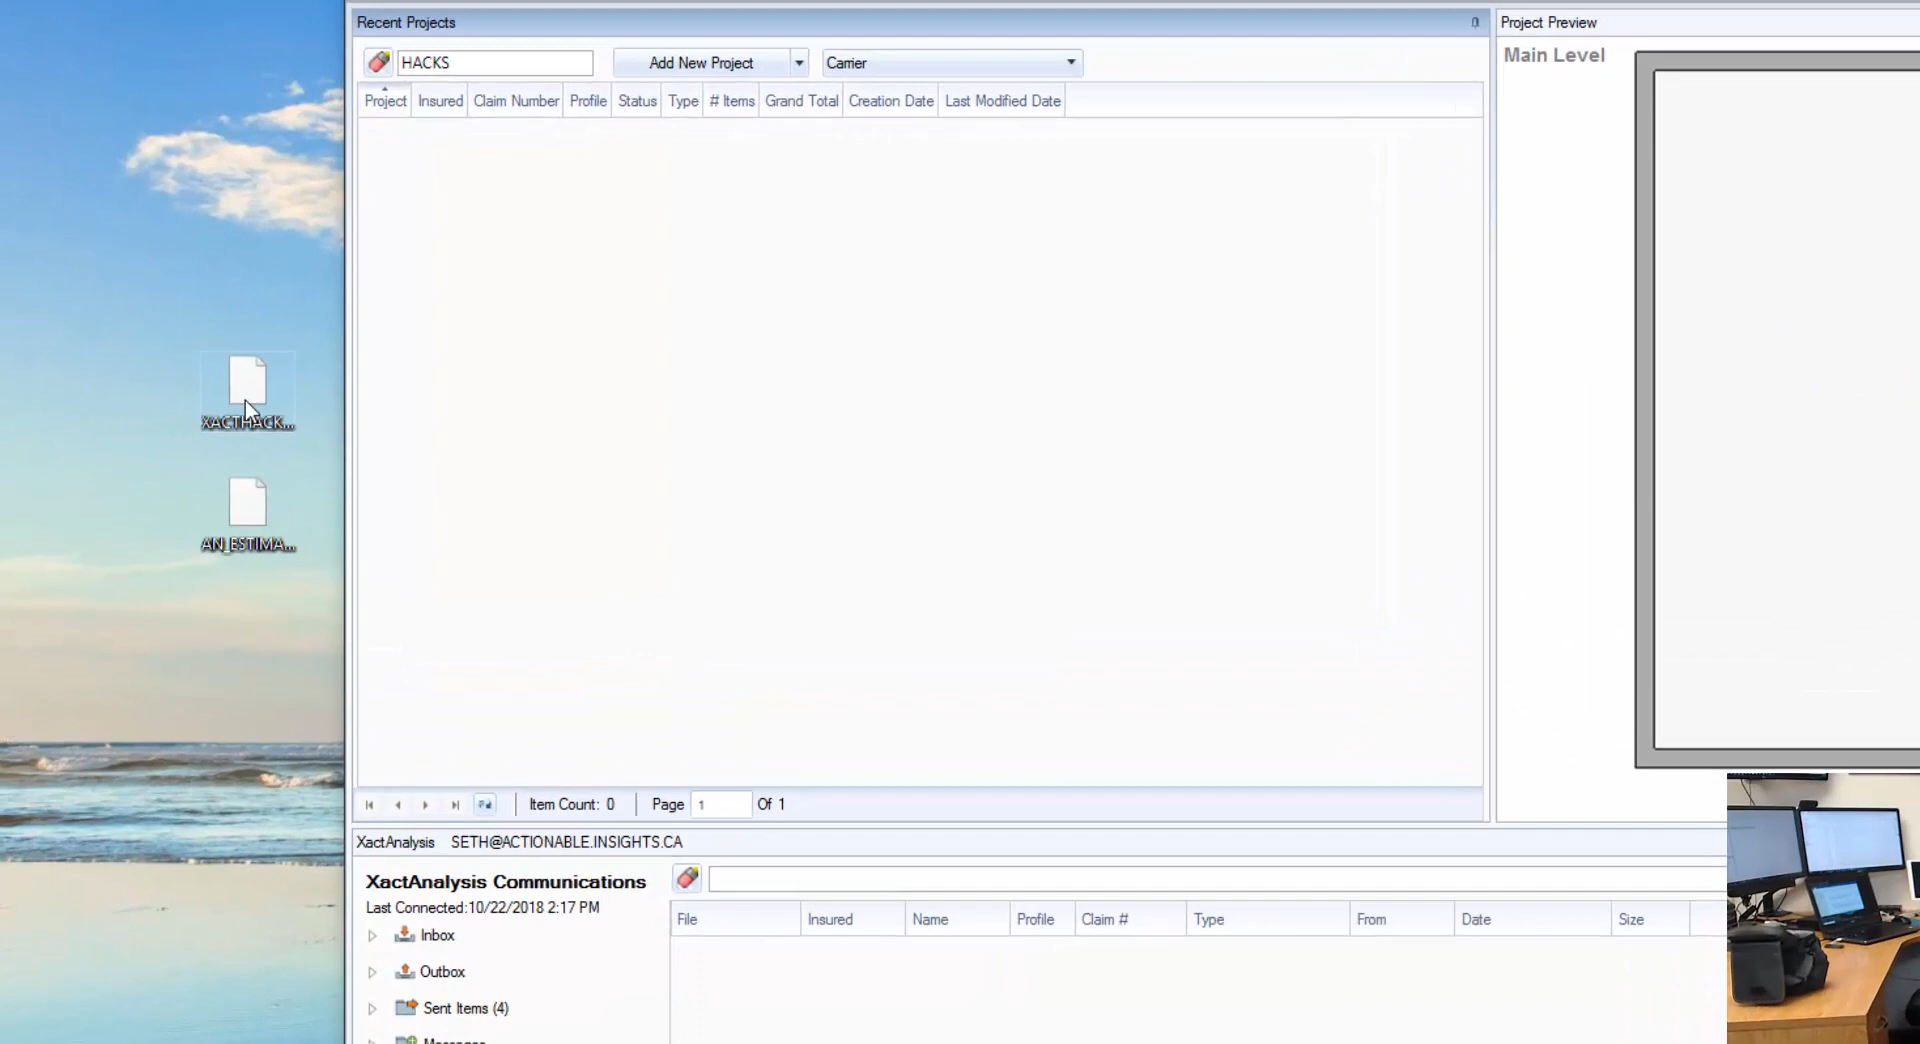 Recent Projects
HACKS
Add New Project
Carrier
Project Insured Claim Number Profile Status Type # Items Grand Total Creation Date Last Modified Date
Project Preview
Main Level
XACTHACK...
AN_ESTIMA...
Item Count: 0 Page 1 Of 1
XactAnalysis SETH@ACTIONABLE.INSIGHTS.CA
XactAnalysis Communications
Last Connected:10/22/2018 2:17 PM
File Insured Name Profile Claim # Type From Date Size
Inbox
Outbox
Sent Items (4)